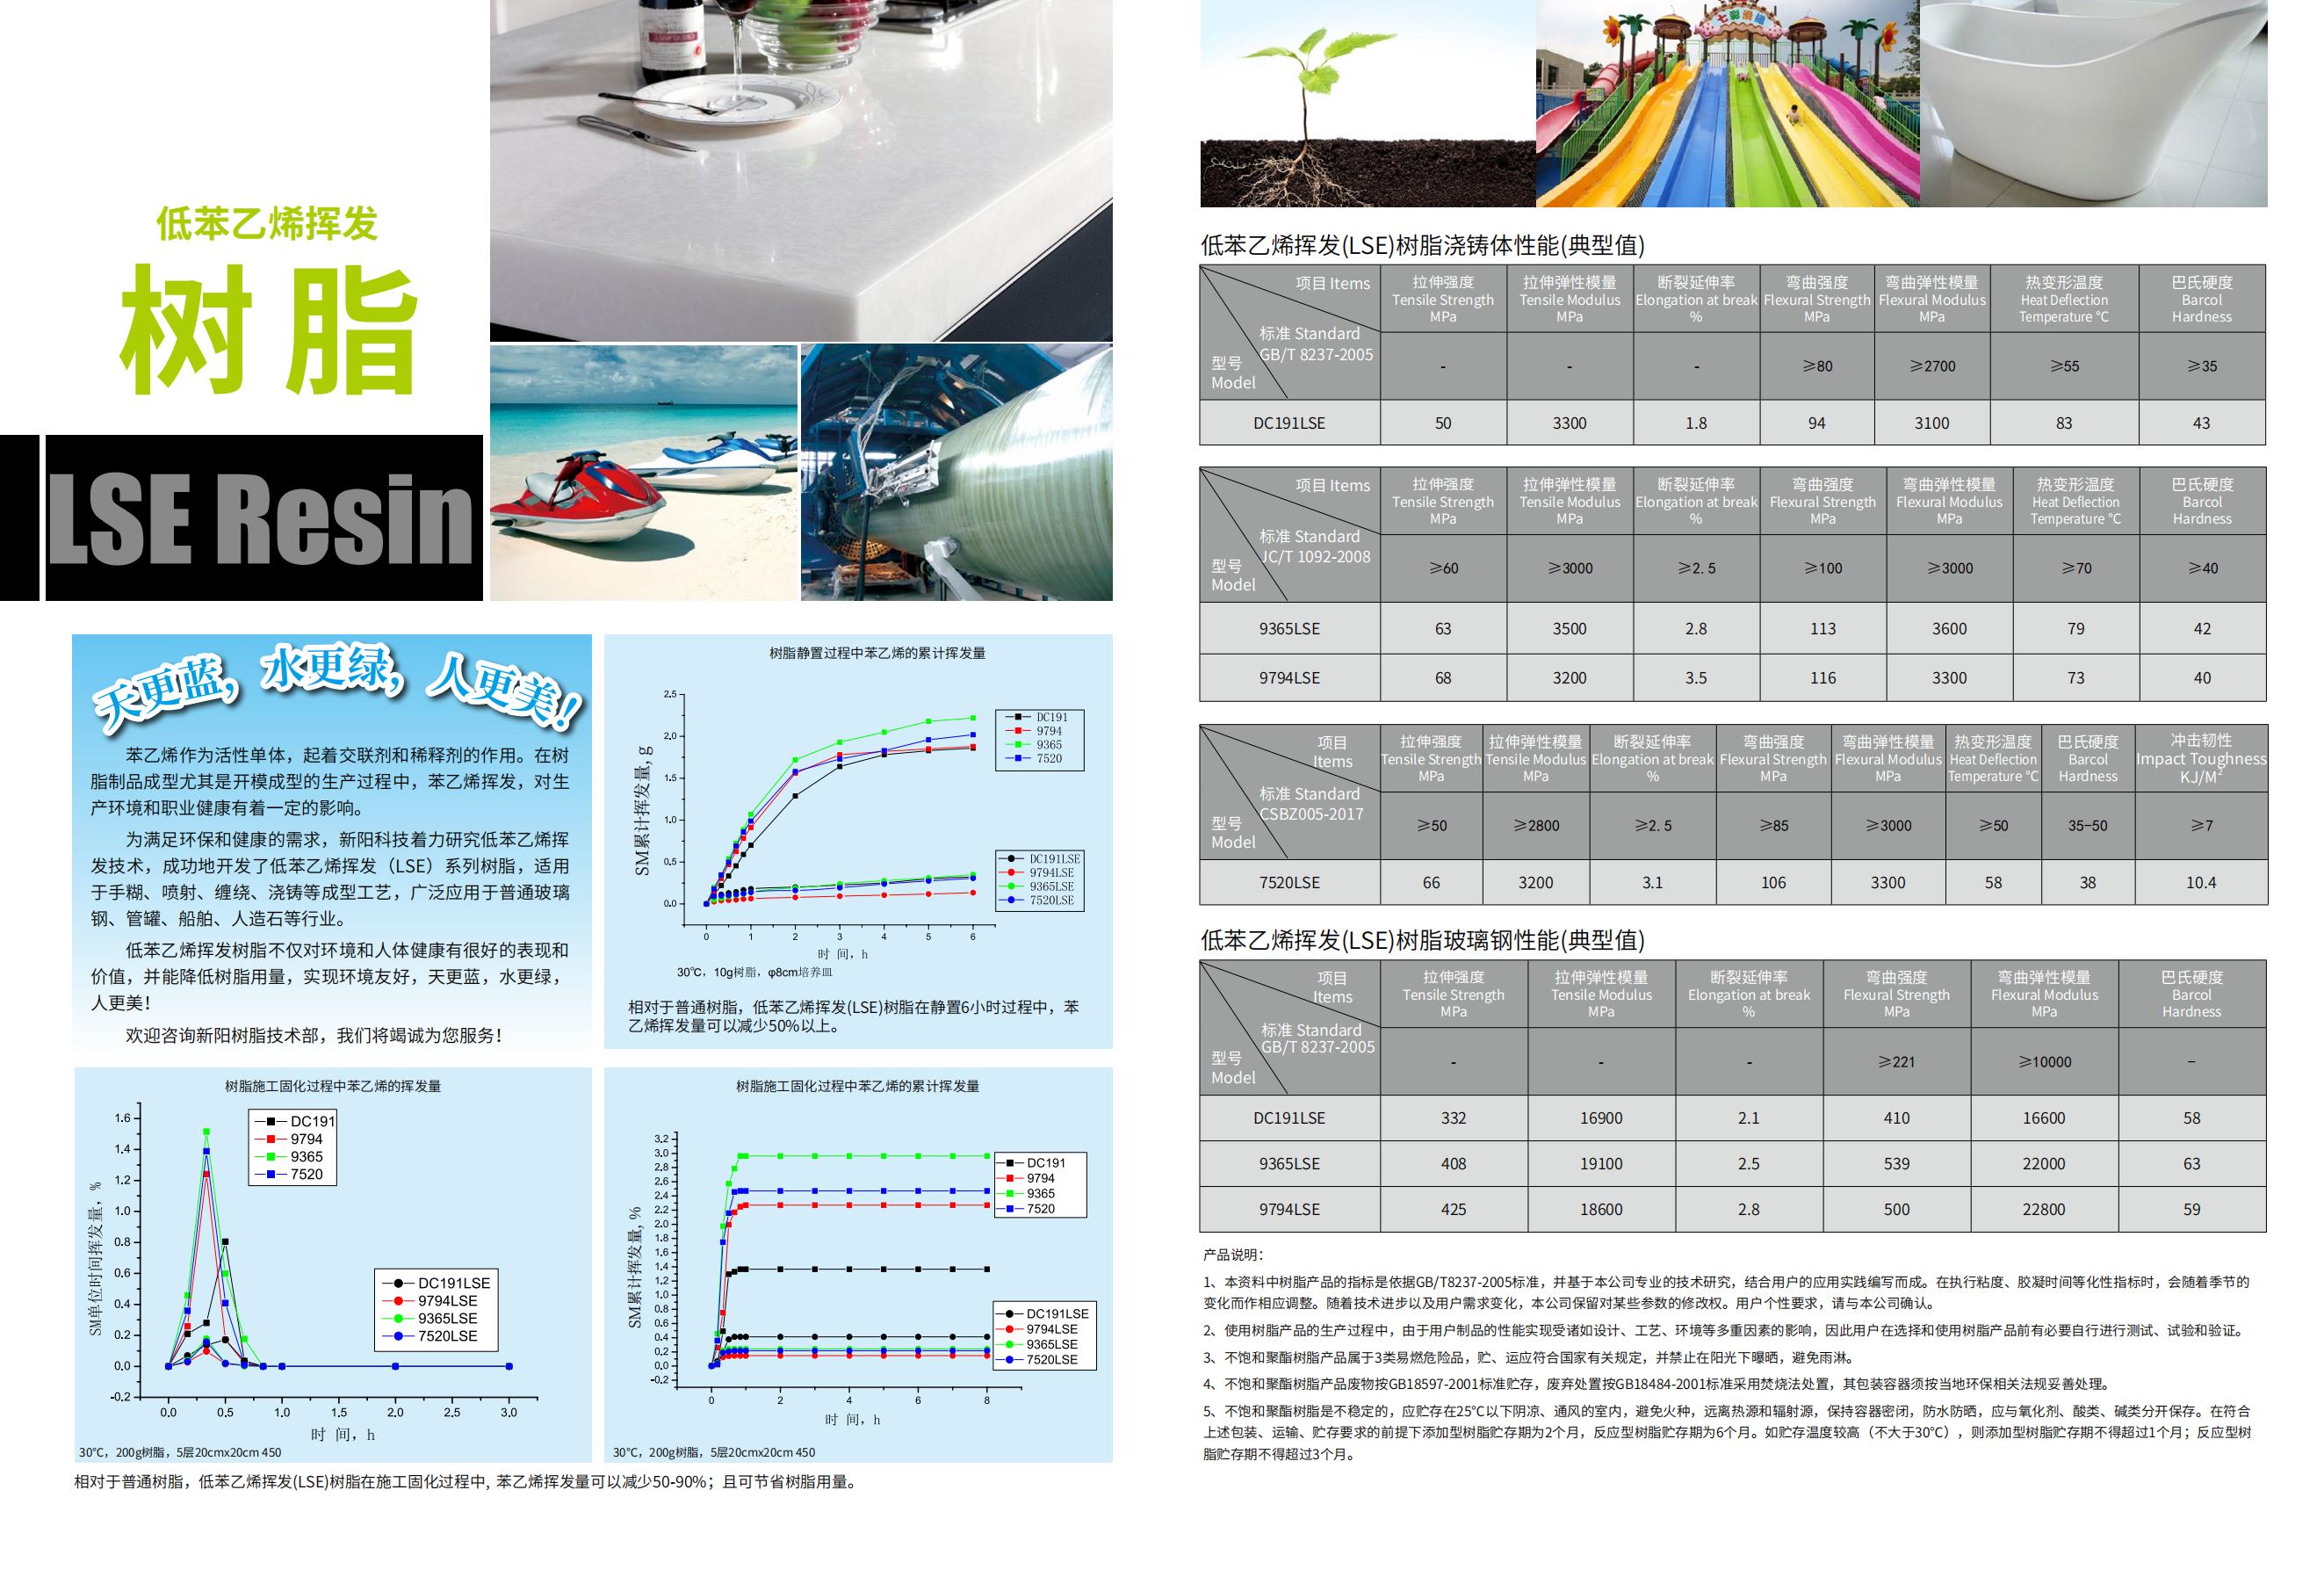 低苯乙烯挥发
树脂
LSE Resin
天更蓝，水更绿，人更美！
苯乙烯作为活性单体，起着交联剂和稀释剂的作用。在树
脂制品成型尤其是开模成型的生产过程中，苯乙烯挥发，对生
产环境和职业健康有着一定的影响。
为满足环保和健康的需求，新阳科技着力研究低苯乙烯挥
发技术，成功地开发了低苯乙烯挥发（LSE）系列树脂，适用
于手糊、喷射、缠绕、浇铸等成型工艺，广泛应用于普通玻璃
钢、管罐、船舶、人造石等行业。
低苯乙烯挥发树脂不仅对环境和人体健康有很好的表现和
价值，并能降低树脂用量，实现环境友好，天更蓝，水更绿，
人更美！
欢迎咨询新阳树脂技术部，我们将竭诚为您服务！
树脂静置过程中苯乙烯的累计挥发量
SM累计挥发量, g
2.5
2.0
1.5
1.0
0.5
0.0
0 1 2 3 4 5 6
时 间，h
DC191
9794
9365
7520
DC191LSE
9794LSE
9365LSE
7520LSE
30℃，10g树脂，φ8cm培养皿
相对于普通树脂，低苯乙烯挥发(LSE)树脂在静置6小时过程中，苯
乙烯挥发量可以减少50%以上。
树脂施工固化过程中苯乙烯的挥发量
SM单位时间挥发量，%
1.6
1.4
1.2
1.0
0.8
0.6
0.4
0.2
0.0
-0.2
0.0 0.5 1.0 1.5 2.0 2.5 3.0
时 间，h
DC191
9794
9365
7520
DC191LSE
9794LSE
9365LSE
7520LSE
30℃，200g树脂，5层20cmx20cm 450
树脂施工固化过程中苯乙烯的累计挥发量
SM累计挥发量, %
3.2
3.0
2.8
2.6
2.4
2.2
2.0
1.8
1.6
1.4
1.2
1.0
0.8
0.6
0.4
0.2
0.0
-0.2
0 2 4 6 8
时 间，h
DC191
9794
9365
7520
DC191LSE
9794LSE
9365LSE
7520LSE
30℃，200g树脂，5层20cmx20cm 450
相对于普通树脂，低苯乙烯挥发(LSE)树脂在施工固化过程中, 苯乙烯挥发量可以减少50-90%；且可节省树脂用量。
七彩滑梯
低苯乙烯挥发(LSE)树脂浇铸体性能(典型值)
项目 Items 拉伸强度 拉伸弹性模量 断裂延伸率 弯曲强度 弯曲弹性模量 热变形温度 巴氏硬度
Tensile Strength Tensile Modulus Elongation at break Flexural Strength Flexural Modulus Heat Deflection Barcol
MPa MPa % MPa MPa Temperature °C Hardness
标准 Standard
GB/T 8237-2005 - - - ≥80 ≥2700 ≥55 ≥35
型号
Model
DC191LSE 50 3300 1.8 94 3100 83 43
项目 Items 拉伸强度 拉伸弹性模量 断裂延伸率 弯曲强度 弯曲弹性模量 热变形温度 巴氏硬度
Tensile Strength Tensile Modulus Elongation at break Flexural Strength Flexural Modulus Heat Deflection Barcol
MPa MPa % MPa MPa Temperature °C Hardness
标准 Standard
JC/T 1092-2008 ≥60 ≥3000 ≥2.5 ≥100 ≥3000 ≥70 ≥40
型号
Model
9365LSE 63 3500 2.8 113 3600 79 42
9794LSE 68 3200 3.5 116 3300 73 40
项目 拉伸强度 拉伸弹性模量 断裂延伸率 弯曲强度 弯曲弹性模量 热变形温度 巴氏硬度 冲击韧性
Items Tensile Strength Tensile Modulus Elongation at break Flexural Strength Flexural Modulus Heat Deflection Barcol Impact Toughness
MPa MPa % MPa MPa Temperature °C Hardness KJ/M²
标准 Standard
CSBZ005-2017 ≥50 ≥2800 ≥2.5 ≥85 ≥3000 ≥50 35-50 ≥7
型号
Model
7520LSE 66 3200 3.1 106 3300 58 38 10.4
低苯乙烯挥发(LSE)树脂玻璃钢性能(典型值)
项目 拉伸强度 拉伸弹性模量 断裂延伸率 弯曲强度 弯曲弹性模量 巴氏硬度
Items Tensile Strength Tensile Modulus Elongation at break Flexural Strength Flexural Modulus Barcol
MPa MPa % MPa MPa Hardness
标准 Standard
GB/T 8237-2005 - - - ≥221 ≥10000 -
型号
Model
DC191LSE 332 16900 2.1 410 16600 58
9365LSE 408 19100 2.5 539 22000 63
9794LSE 425 18600 2.8 500 22800 59
产品说明：
1、本资料中树脂产品的指标是依据GB/T8237-2005标准，并基于本公司专业的技术研究，结合用户的应用实践编写而成。在执行粘度、胶凝时间等化性指标时，会随着季节的
变化而作相应调整。随着技术进步以及用户需求变化，本公司保留对某些参数的修改权。用户个性要求，请与本公司确认。
2、使用树脂产品的生产过程中，由于用户制品的性能实现受诸如设计、工艺、环境等多重因素的影响，因此用户在选择和使用树脂产品前有必要自行进行测试、试验和验证。
3、不饱和聚酯树脂产品属于3类易燃危险品，贮、运应符合国家有关规定，并禁止在阳光下曝晒，避免雨淋。
4、不饱和聚酯树脂产品废物按GB18597-2001标准贮存，废弃处置按GB18484-2001标准采用焚烧法处置，其包装容器须按当地环保相关法规妥善处理。
5、不饱和聚酯树脂是不稳定的，应贮存在25℃以下阴凉、通风的室内，避免火种，远离热源和辐射源，保持容器密闭，防水防晒，应与氧化剂、酸类、碱类分开保存。在符合
上述包装、运输、贮存要求的前提下添加型树脂贮存期为2个月，反应型树脂贮存期为6个月。如贮存温度较高（不大于30℃），则添加型树脂贮存期不得超过1个月；反应型树
脂贮存期不得超过3个月。